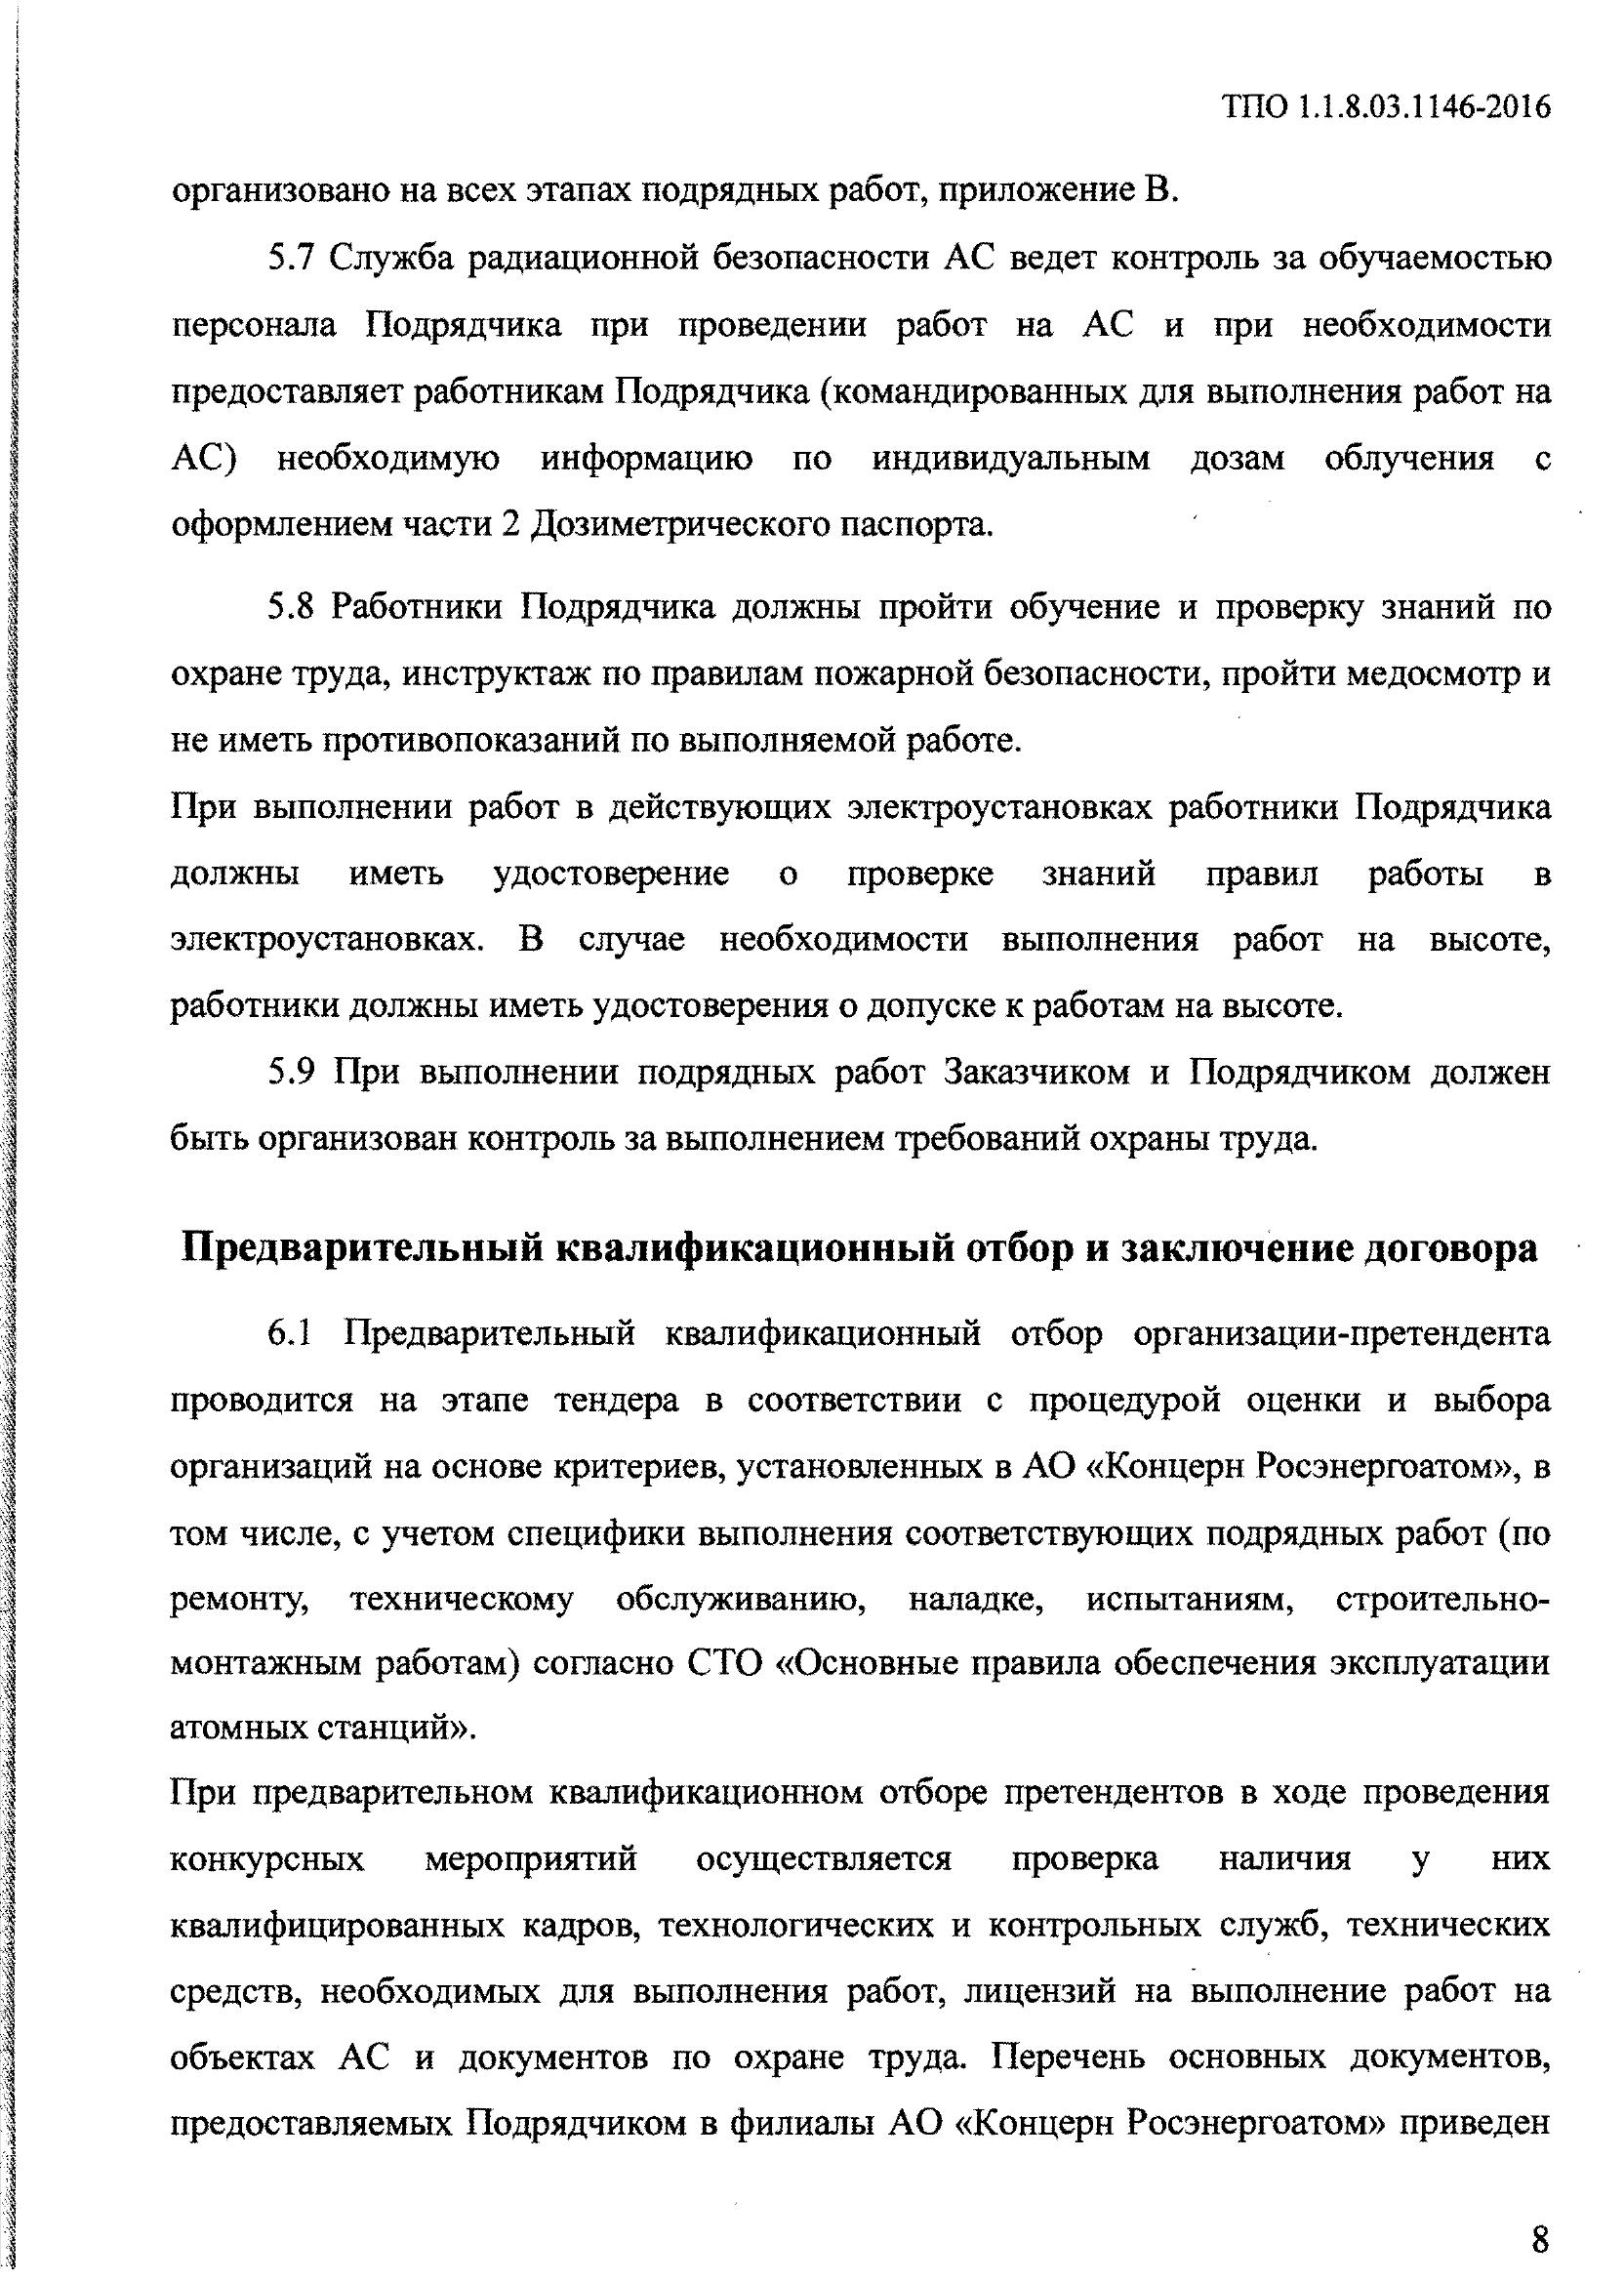 ТПО 1.1.8.03.1146-2016
организовано на всех этапах подрядных работ, приложение В.
5.7 Служба радиационной безопасности АС ведет контроль за обучаемостью
персонала Подрядчика при проведении работ на АС и при необходимости
предоставляет работникам Подрядчика (командированных для выполнения работ на
АС) необходимую информацию по индивидуальным дозам облучения с
оформлением части 2 Дозиметрического паспорта.
5.8 Работники Подрядчика должны пройти обучение и проверку знаний по
охране труда, инструктаж по правилам пожарной безопасности, пройти медосмотр и
не иметь противопоказаний по выполняемой работе.
При выполнении работ в действующих электроустановках работники Подрядчика
должны иметь удостоверение о проверке знаний правил работы в
электроустановках. В случае необходимости выполнения работ на высоте,
работники должны иметь удостоверения о допуске к работам на высоте.
5.9 При выполнении подрядных работ Заказчиком и Подрядчиком должен
быть организован контроль за выполнением требований охраны труда.
Предварительный квалификационный отбор и заключение договора
6.1 Предварительный квалификационный отбор организации-претендента
проводится на этапе тендера в соответствии с процедурой оценки и выбора
организаций на основе критериев, установленных в АО «Концерн Росэнергоатом», в
том числе, с учетом специфики выполнения соответствующих подрядных работ (по
ремонту, техническому обслуживанию, наладке, испытаниям, строительно-
монтажным работам) согласно СТО «Основные правила обеспечения эксплуатации
атомных станций».
При предварительном квалификационном отборе претендентов в ходе проведения
конкурсных мероприятий осуществляется проверка наличия у них
квалифицированных кадров, технологических и контрольных служб, технических
средств, необходимых для выполнения работ, лицензий на выполнение работ на
объектах АС и документов по охране труда. Перечень основных документов,
предоставляемых Подрядчиком в филиалы АО «Концерн Росэнергоатом» приведен
8